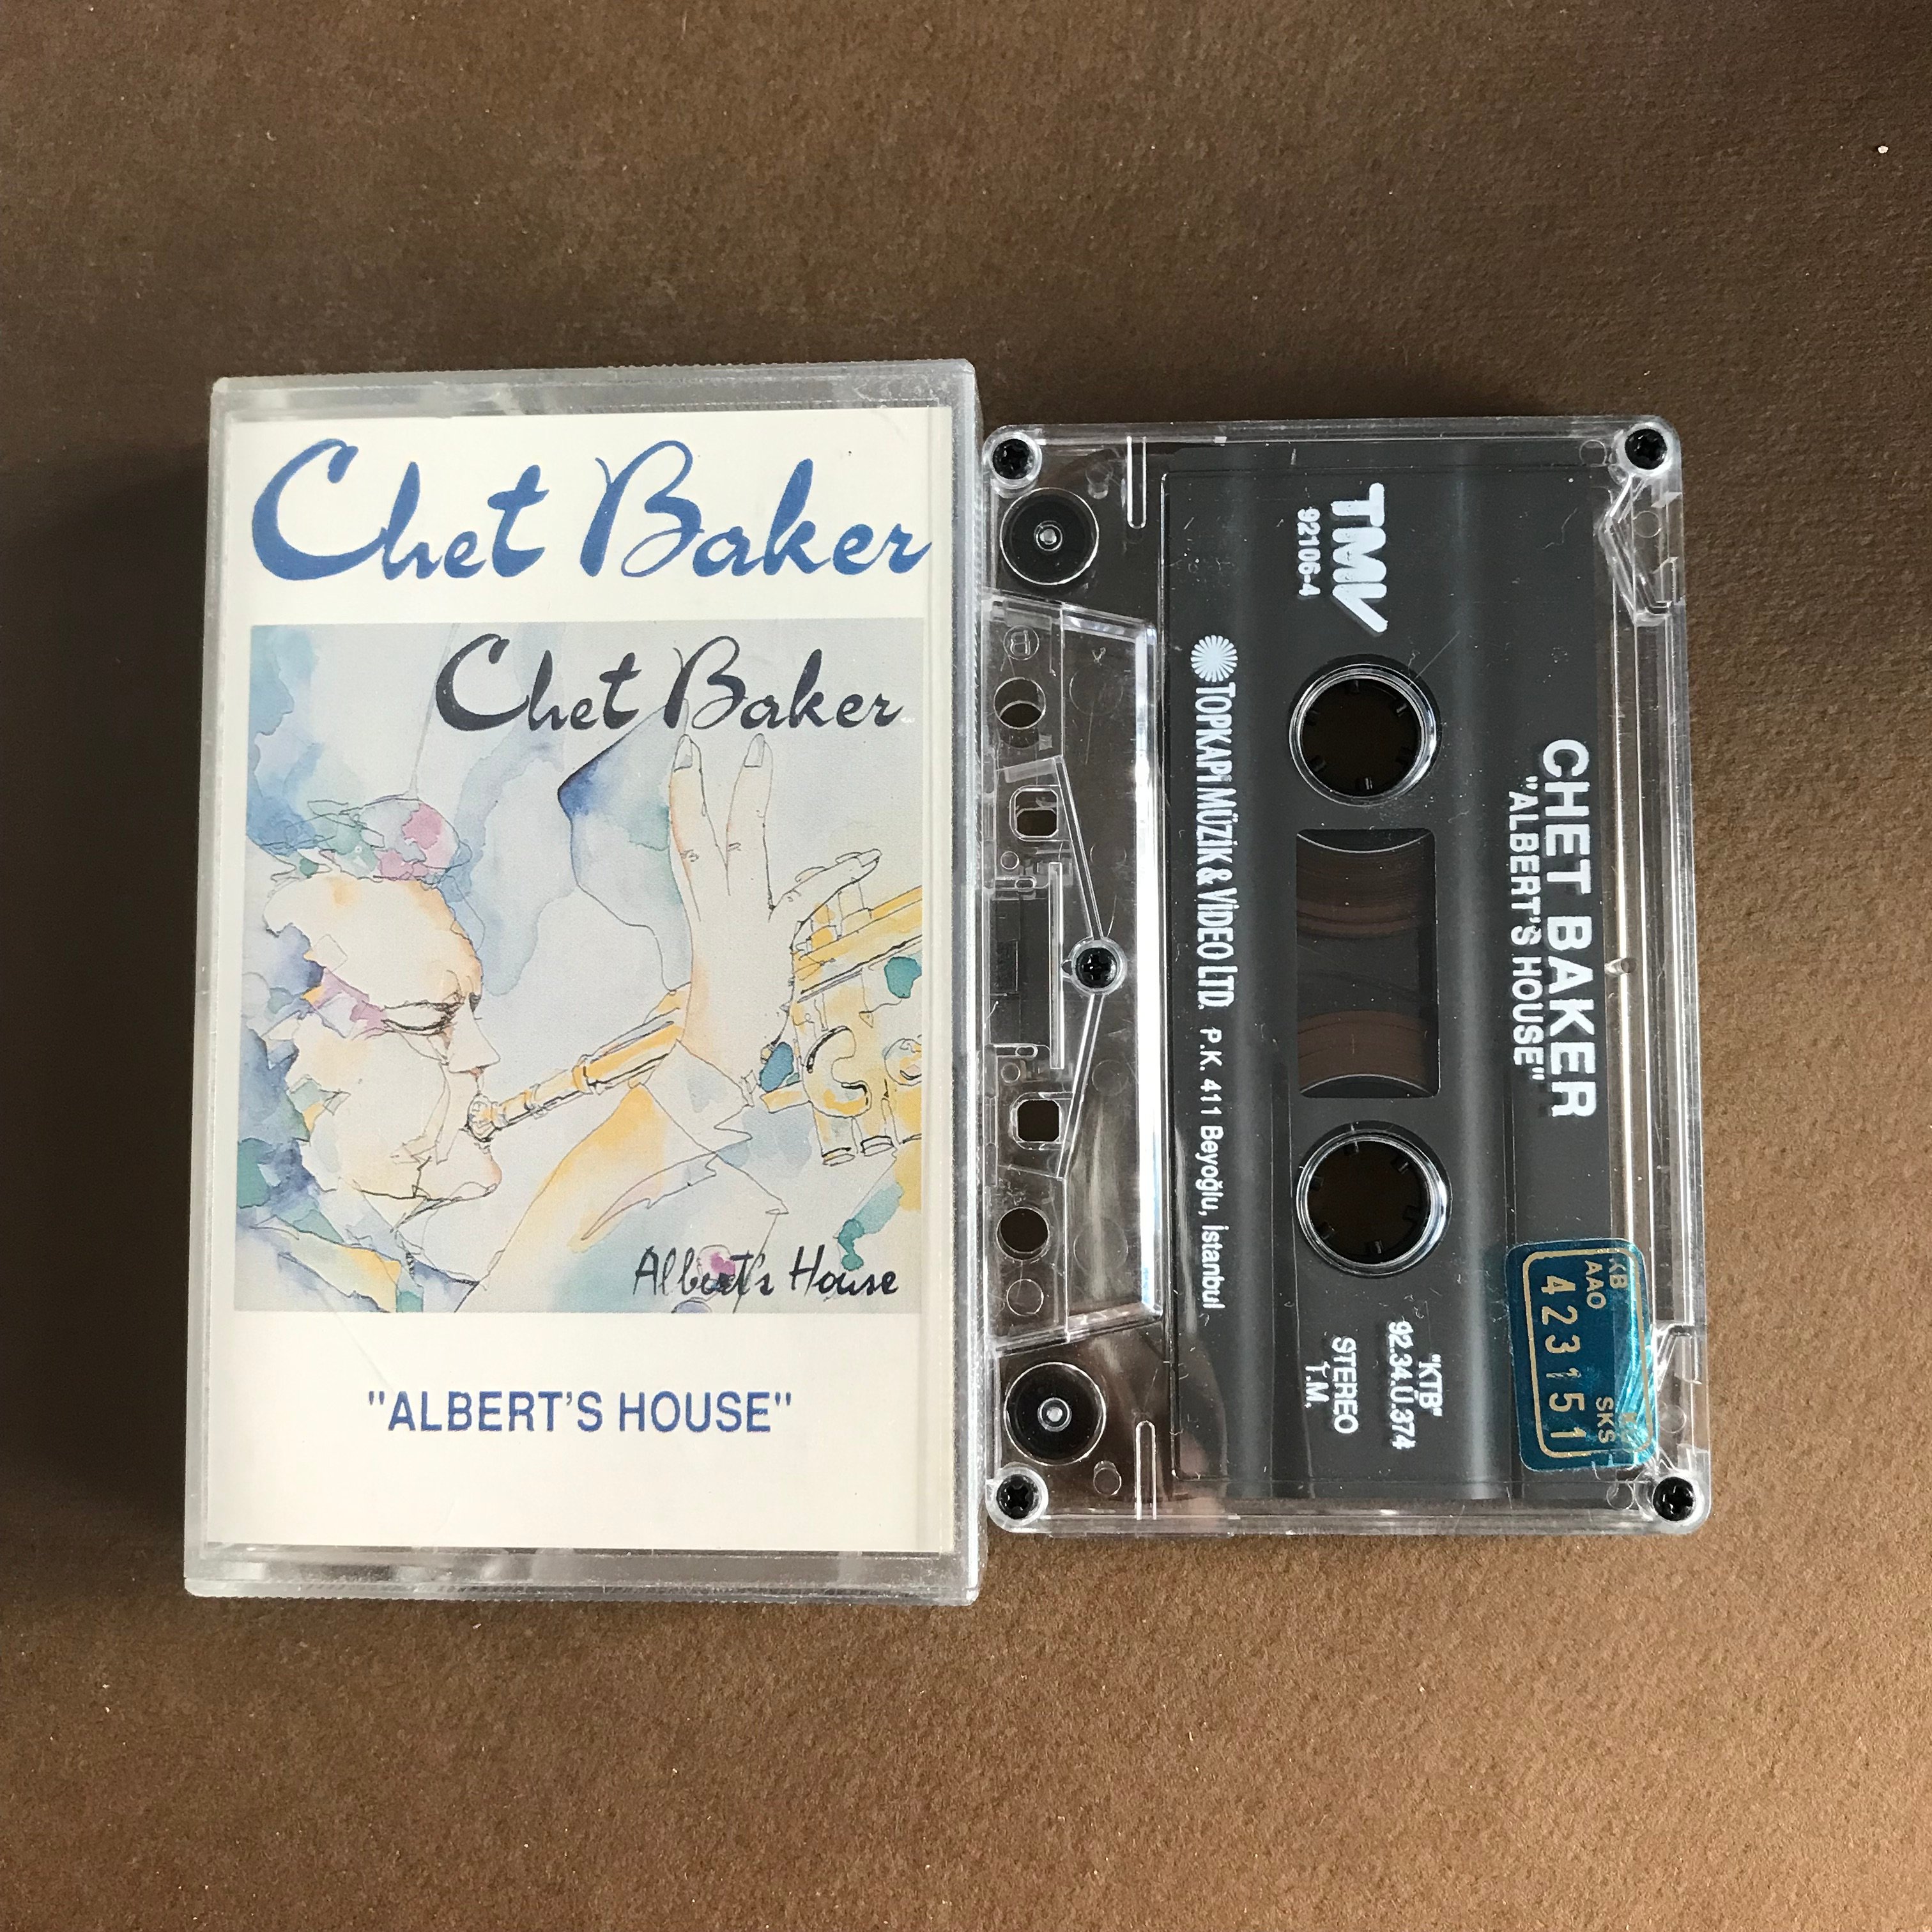 Chet Baker
Chet Baker
Albert's House
"ALBERT'S HOUSE"
CHET BAKER
"ALBERT'S HOUSE"
TMV
92106-4
"KTB"
92.34.Ü.374
STEREO
T.M.
TOPKAPI MÜZİK & VİDEO LTD. P.K. 411 Beyoğlu, İstanbul
KB
AAO SKS
423151